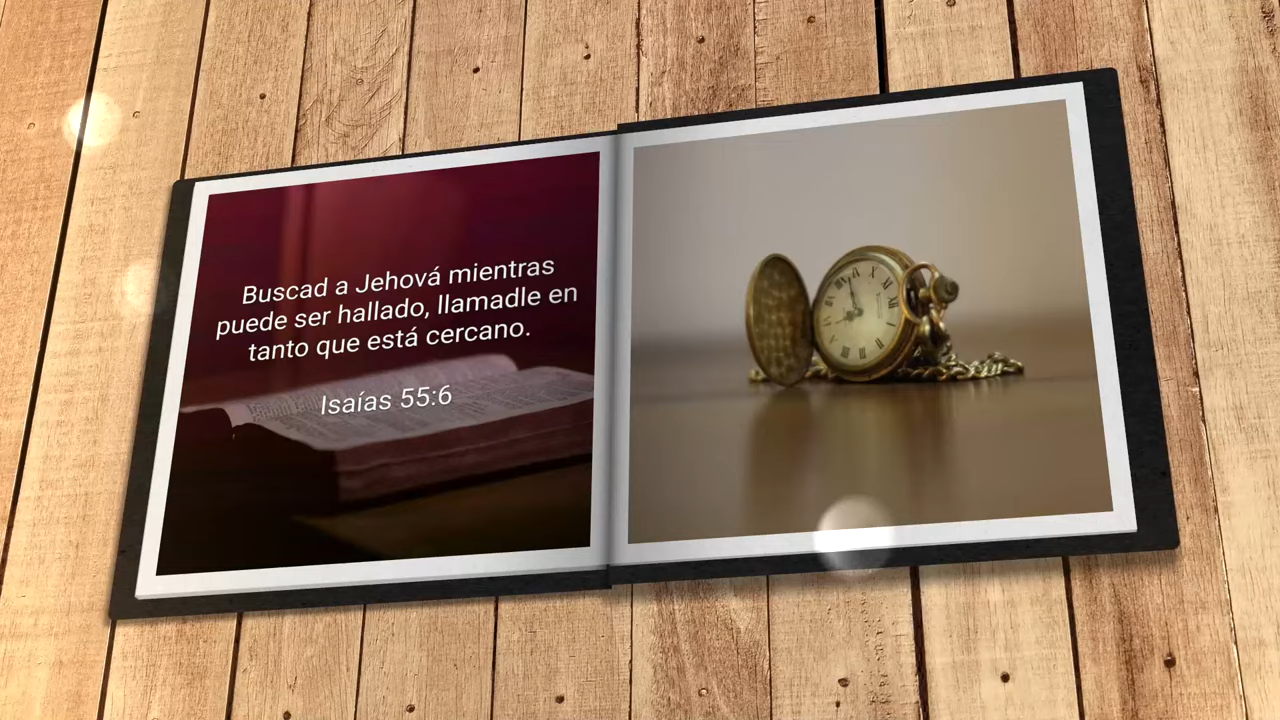 Buscad a Jehová mientras
puede ser hallado, llamadle en
tanto que está cercano.
Isaías 55:6